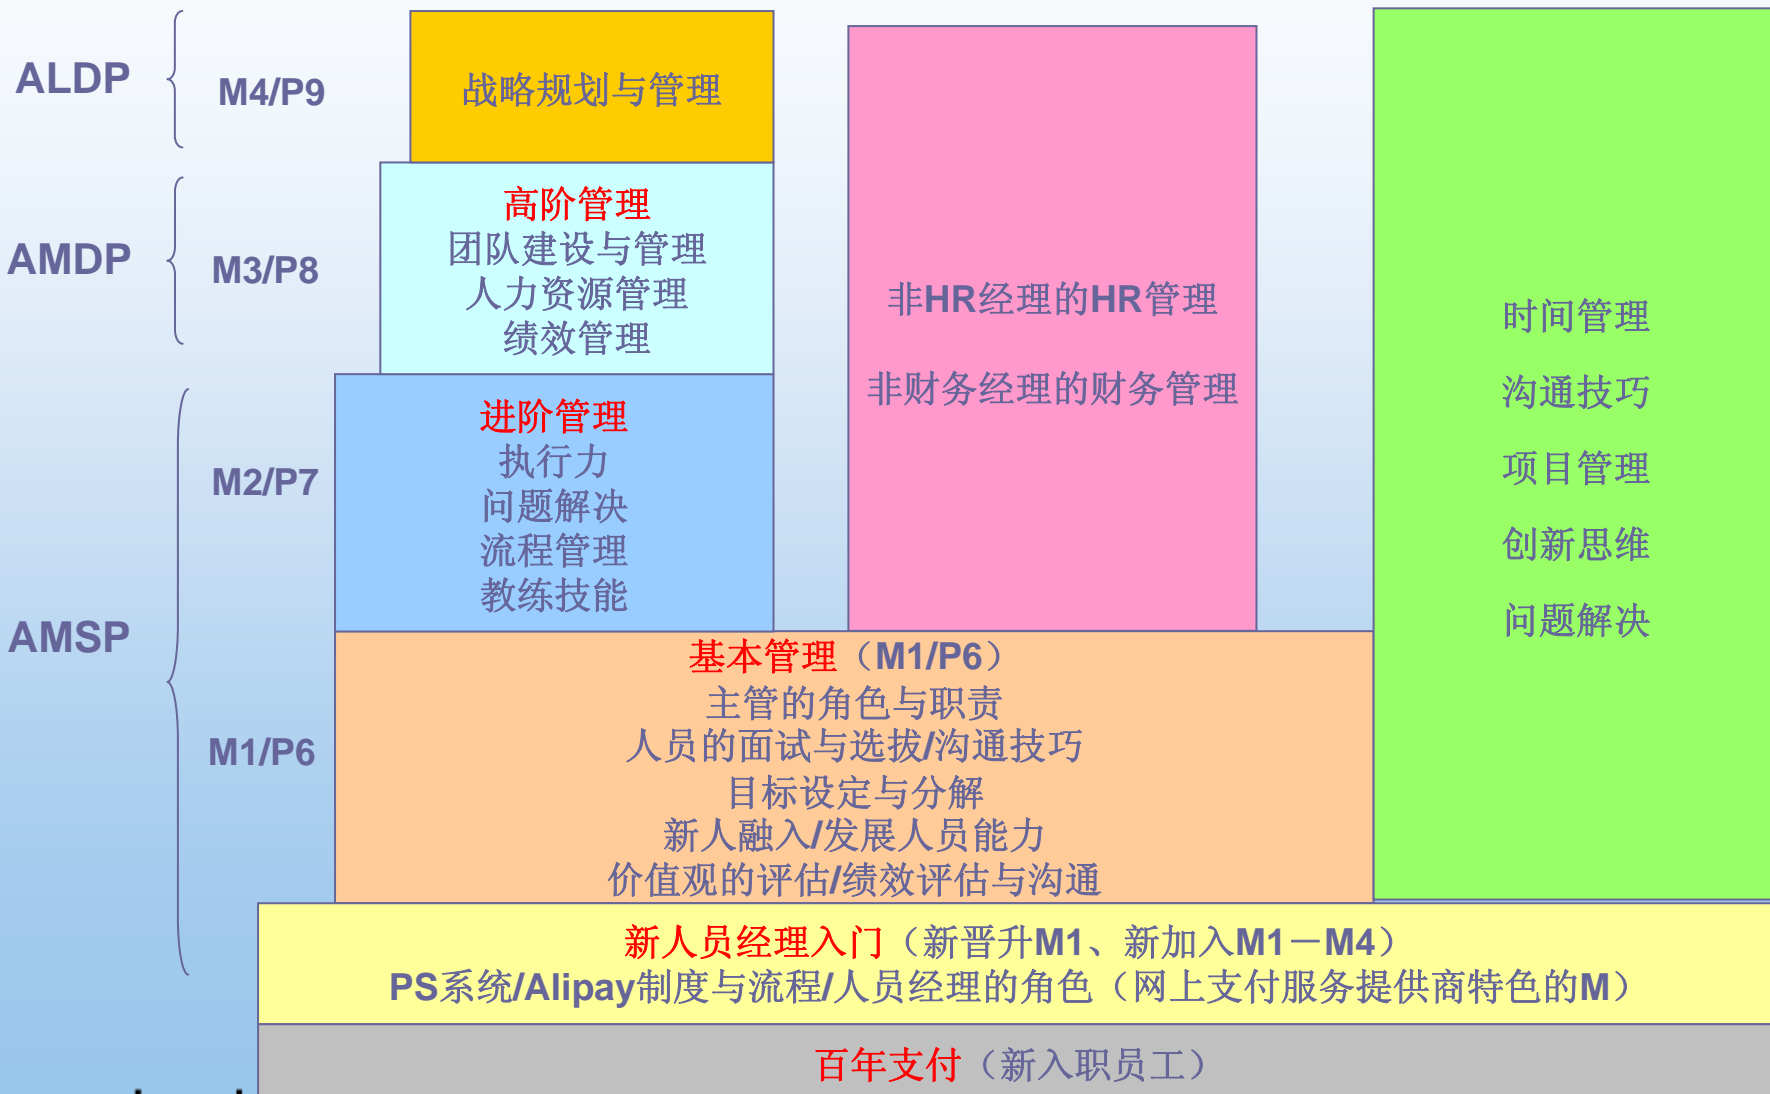 ALDP
M4/P9
战略规划与管理
AMDP
M3/P8
高阶管理
团队建设与管理
人力资源管理
绩效管理
AMSP
M2/P7
进阶管理
执行力
问题解决
流程管理
教练技能
非HR经理的HR管理
非财务经理的财务管理
时间管理
沟通技巧
项目管理
创新思维
问题解决
M1/P6
基本管理（M1/P6）
主管的角色与职责
人员的面试与选拔/沟通技巧
目标设定与分解
新人融入/发展人员能力
价值观的评估/绩效评估与沟通
新人员经理入门（新晋升M1、新加入M1－M4）
PS系统/Alipay制度与流程/人员经理的角色（网上支付服务提供商特色的M）
百年支付（新入职员工）